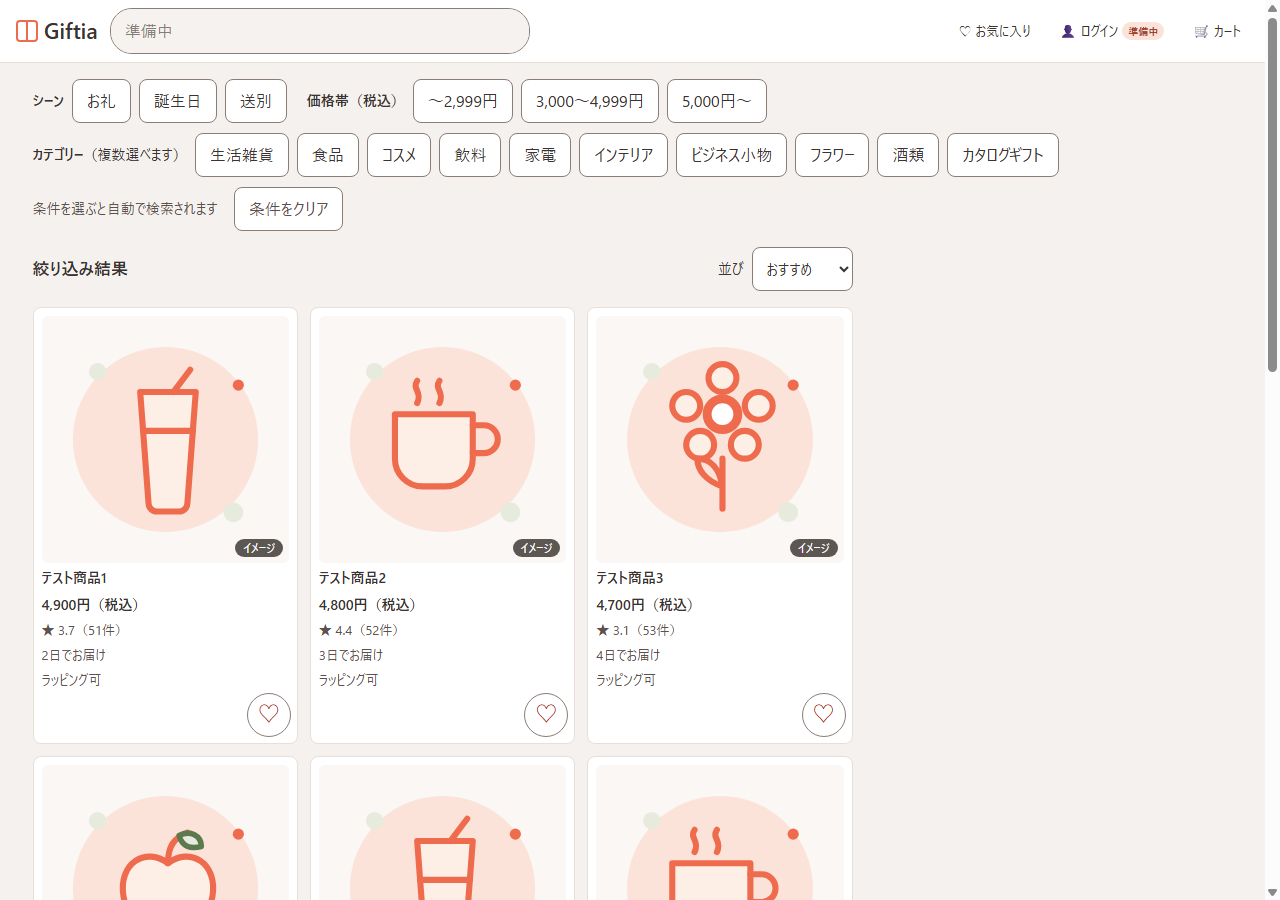 Giftia 準備中 ♡ お気に入り 👤 ログイン 準備中 🛒 カート
シーン お礼 誕生日 送別 価格帯（税込） ～2,999円 3,000～4,999円 5,000円～
カテゴリー（複数選べます） 生活雑貨 食品 コスメ 飲料 家電 インテリア ビジネス小物 フラワー 酒類 カタログギフト
条件を選ぶと自動で検索されます 条件をクリア
絞り込み結果 並び おすすめ
イメージ イメージ イメージ
テスト商品1 テスト商品2 テスト商品3
4,900円（税込） 4,800円（税込） 4,700円（税込）
★ 3.7（51件） ★ 4.4（52件） ★ 3.1（53件）
2日でお届け 3日でお届け 4日でお届け
ラッピング可 ラッピング可 ラッピング可
♡ ♡ ♡